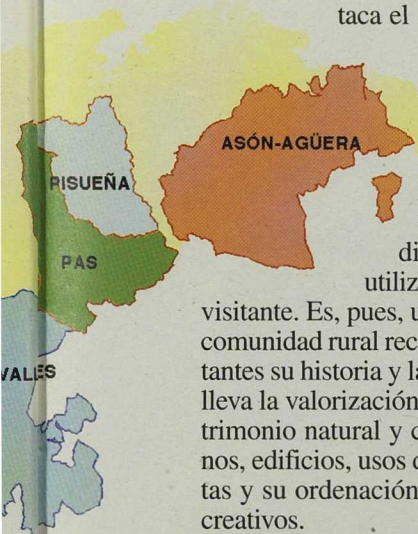 taca el
ASÓN-AGÜERA
PISUEÑA
PAS
VALLES
di
utiliz
visitante. Es, pues, u
comunidad rural rec
tantes su historia y la
lleva la valorización
trimonio natural y c
nos, edificios, usos d
tas y su ordenación
creativos.